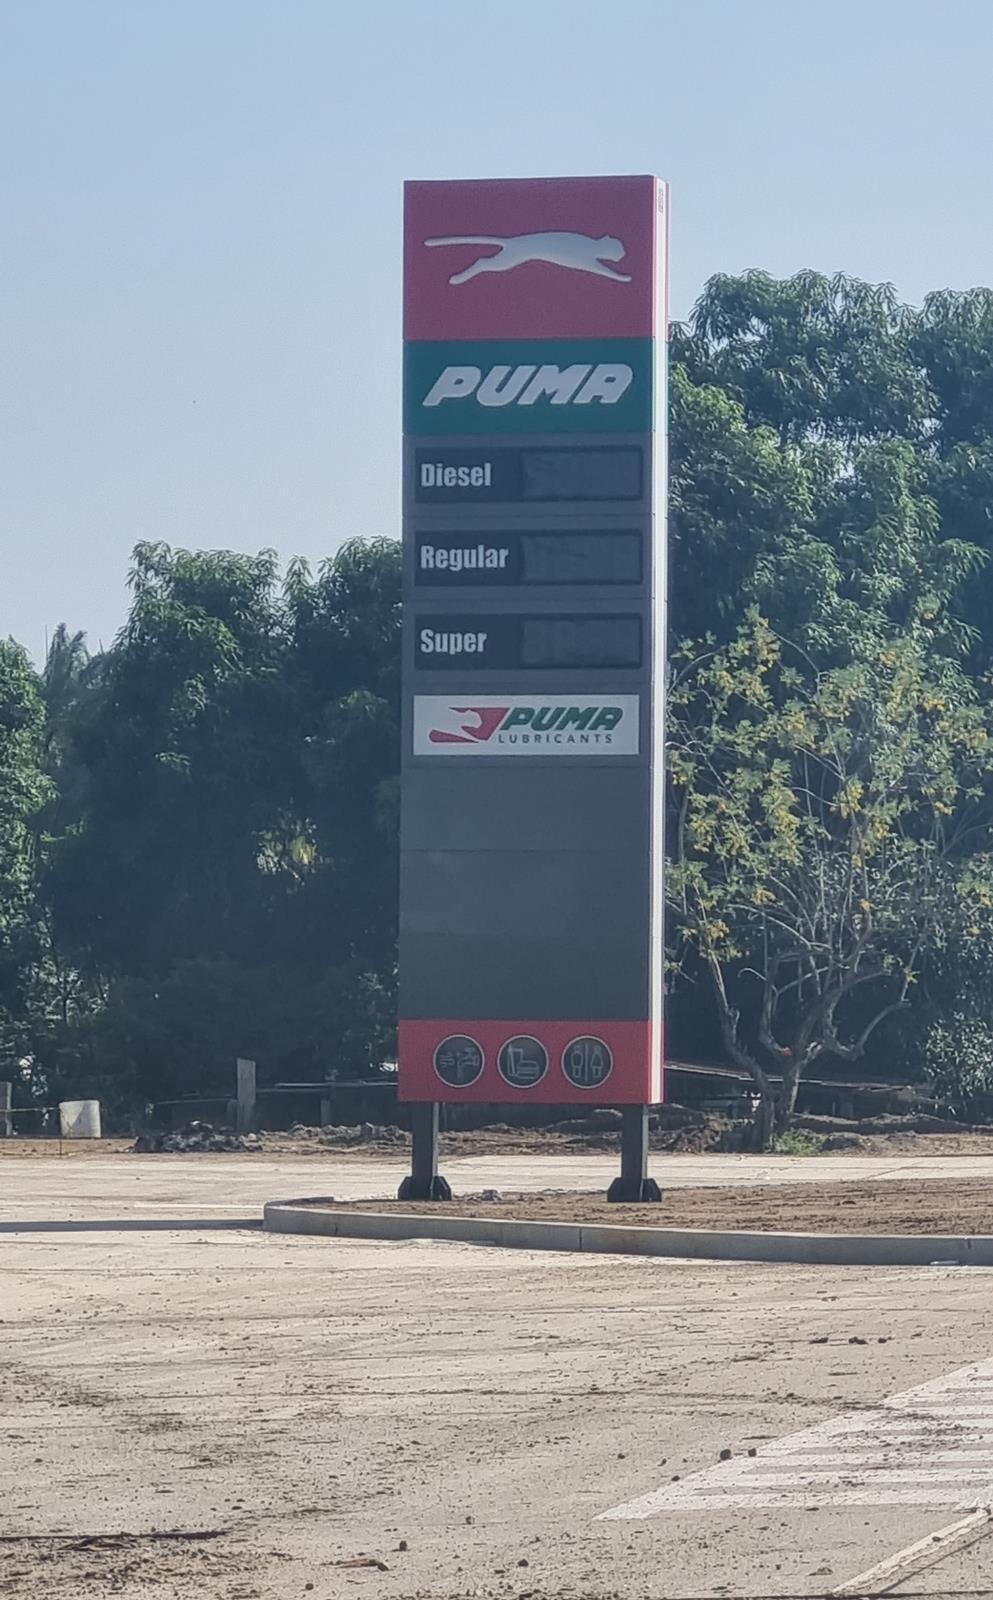 PUMA
Diesel
Regular
Super
PUMA
LUBRICANTS